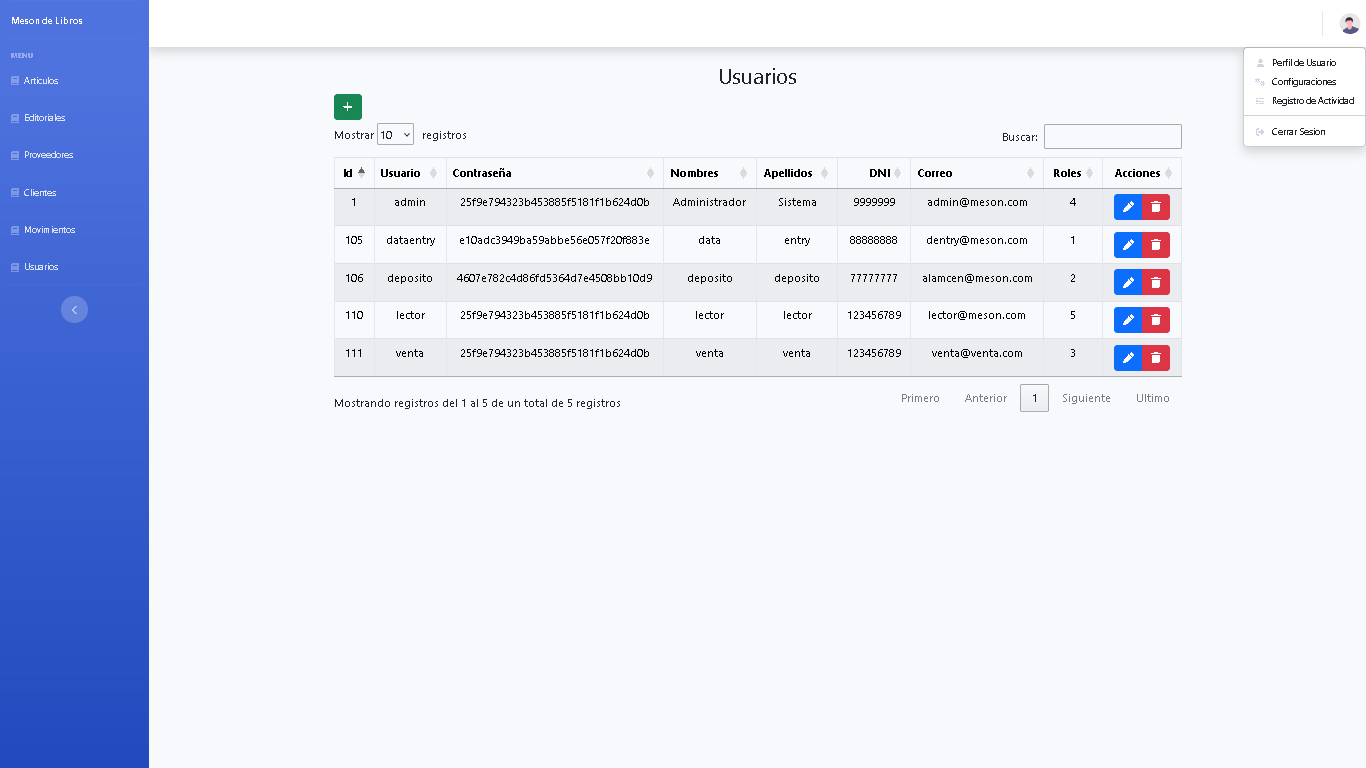 Meson de Libros
MENU
Articulos
Editoriales
Proveedores
Clientes
Movimientos
Usuarios
Perfil de Usuario
Configuraciones
Registro de Actividad
Cerrar Sesion
Usuarios
+
Mostrar 10 registros
Buscar:
Id Usuario Contraseña Nombres Apellidos DNI Correo Roles Acciones
1 admin 25f9e794323b453885f5181f1b624d0b Administrador Sistema 9999999 admin@meson.com 4
105 dataentry e10adc3949ba59abbe56e057f20f883e data entry 88888888 dentry@meson.com 1
106 deposito 4607e782c4d86fd5364d7e4508bb10d9 deposito deposito 77777777 alamcen@meson.com 2
110 lector 25f9e794323b453885f5181f1b624d0b lector lector 123456789 lector@meson.com 5
111 venta 25f9e794323b453885f5181f1b624d0b venta venta 123456789 venta@venta.com 3
Mostrando registros del 1 al 5 de un total de 5 registros
Primero Anterior 1 Siguiente Ultimo